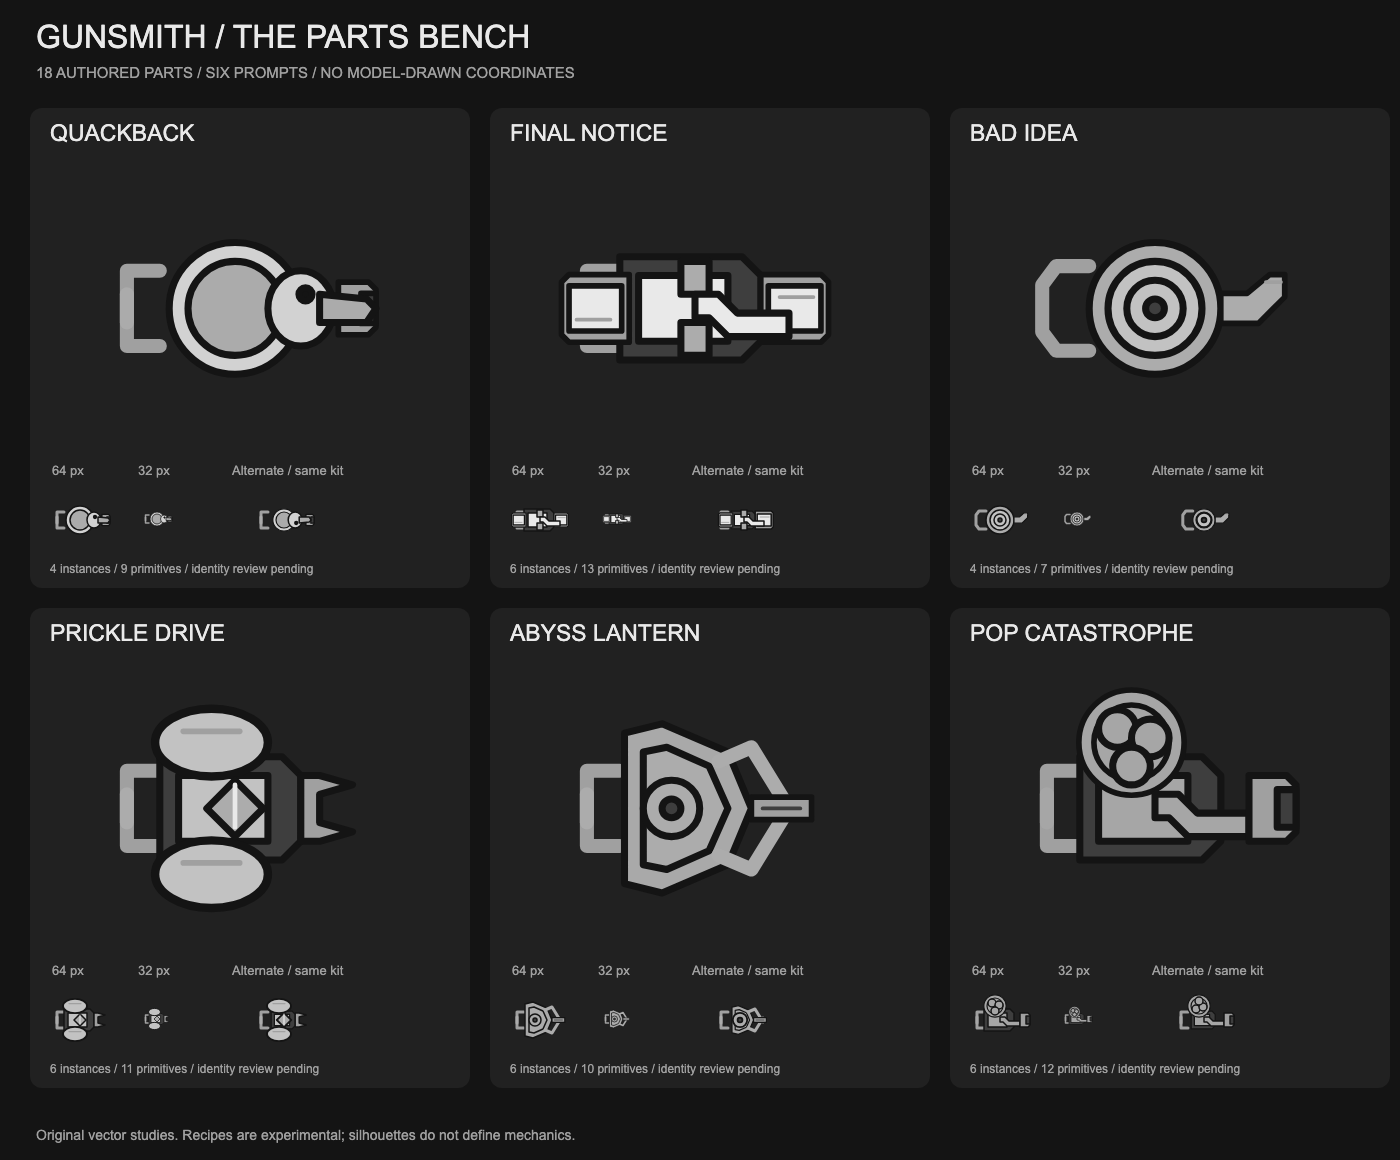 GUNSMITH / THE PARTS BENCH
18 AUTHORED PARTS / SIX PROMPTS / NO MODEL-DRAWN COORDINATES
QUACKBACK
64 px
32 px
Alternate / same kit
4 instances / 9 primitives / identity review pending
FINAL NOTICE
64 px
32 px
Alternate / same kit
6 instances / 13 primitives / identity review pending
BAD IDEA
64 px
32 px
Alternate / same kit
4 instances / 7 primitives / identity review pending
PRICKLE DRIVE
64 px
32 px
Alternate / same kit
6 instances / 11 primitives / identity review pending
ABYSS LANTERN
64 px
32 px
Alternate / same kit
6 instances / 10 primitives / identity review pending
POP CATASTROPHE
64 px
32 px
Alternate / same kit
6 instances / 12 primitives / identity review pending
Original vector studies. Recipes are experimental; silhouettes do not define mechanics.